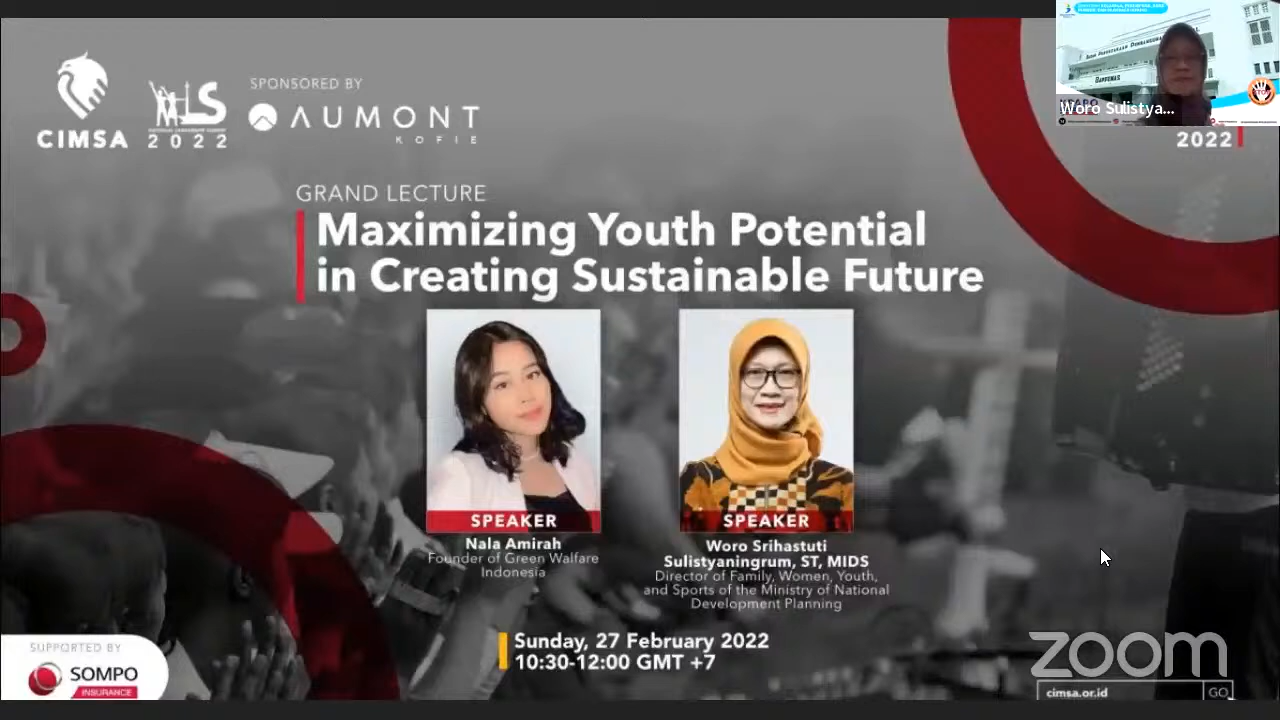 CIMSA
NLS
2022
SPONSORED BY
AUMONT
KOFIE
BAPPENAS
Woro Sulistya...
2022
GRAND LECTURE
Maximizing Youth Potential
in Creating Sustainable Future
SPEAKER
Nala Amirah
Founder of Green Walfare
Indonesia
SPEAKER
Woro Srihastuti
Sulistyaningrum, ST, MIDS
Director of Family, Women, Youth,
and Sports of the Ministry of National
Development Planning
Sunday, 27 February 2022
10:30-12:00 GMT +7
SUPPORTED BY
SOMPO
INSURANCE
zoom
cimsa.or.id
GO